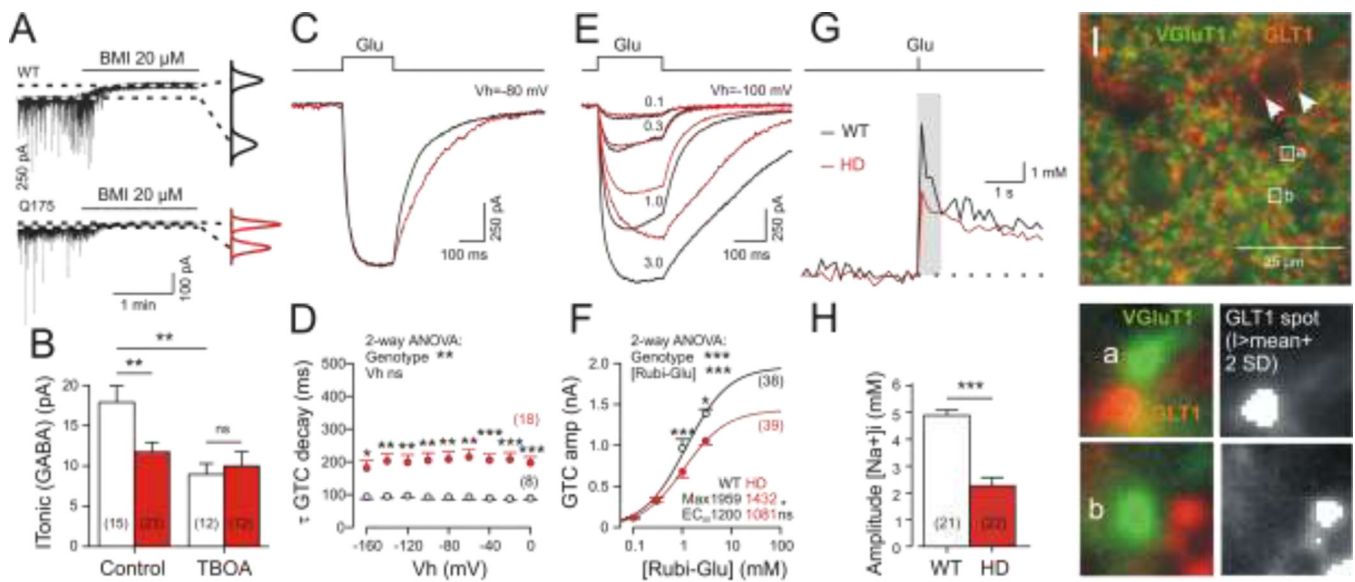 A
BMI 20 μM
WT
250 pA
BMI 20 μM
Q175
1 min
100 pA
B
**
**
ns
ITonic (GABA) (pA)
20
15
10
5
0
(15)
(12)
Control
TBOA
C
Glu
Vh=-80 mV
250 pA
100 ms
D
2-way ANOVA:
Genotype **
Vh ns
τ GTC decay (ms)
500
400
300
200
100
0
(18)
* ** ** ** ** ** *** *** ***
(8)
-160
-120
-80
-40
0
Vh (mV)
E
Glu
Vh=-100 mV
0.1
0.3
1.0
3.0
250 pA
100 ms
F
2-way ANOVA:
Genotype ***
[Rubi-Glu] ***
GTC amp (nA)
2.0
1.5
1.0
0.5
0.0
(38)
*
(39)
***
WT HD
Max1959 1432 *
EC50 1200 1081 ns
0.1
1
10
100
[Rubi-Glu] (mM)
G
Glu
WT
HD
1 mM
1 s
H
***
Amplitude [Na+]i (mM)
6
5
4
3
2
1
0
(21)
(22)
WT
HD
I
VGluT1
GLT1
a
b
25 μm
VGluT1
a
GLT1
GLT1 spot
(I>mean+
2 SD)
b